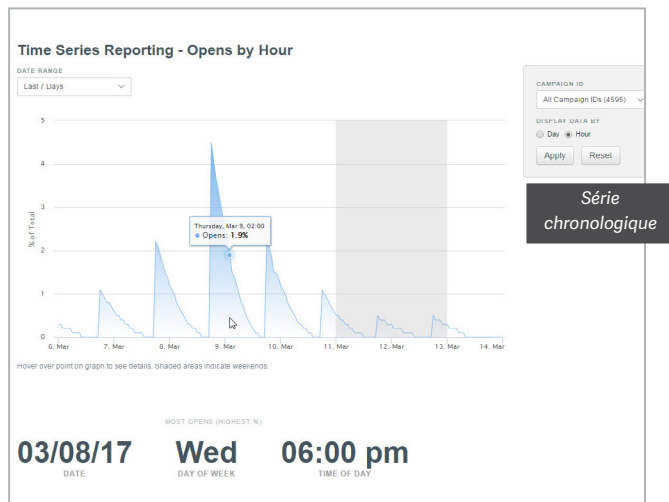 Time Series Reporting - Opens by Hour
DATE RANGE
Last 7 Days
CAMPAIGN ID
All Campaign IDs (4595)
DISPLAY DATA BY
Day Hour
Apply Reset
Série
chronologique
% of Total
5
4
3
2
1
0
Thursday, Mar 9, 02:00
Opens: 1.9%
6. Mar 7. Mar 8. Mar 9. Mar 10. Mar 11. Mar 12. Mar 13. Mar 14. Mar
Hover over point on graph to see details. Shaded areas indicate weekends.
MOST OPENS (HIGHEST %)
03/08/17 Wed 06:00 pm
DATE DAY OF WEEK TIME OF DAY